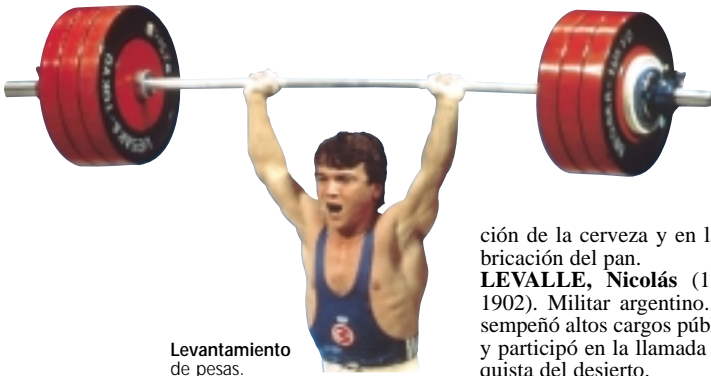 Levantamiento
de pesas.
ción de la cerveza y en l
bricación del pan.
LEVALLE, Nicolás (1
1902). Militar argentino.
sempeñó altos cargos púb
y participó en la llamada
quista del desierto.